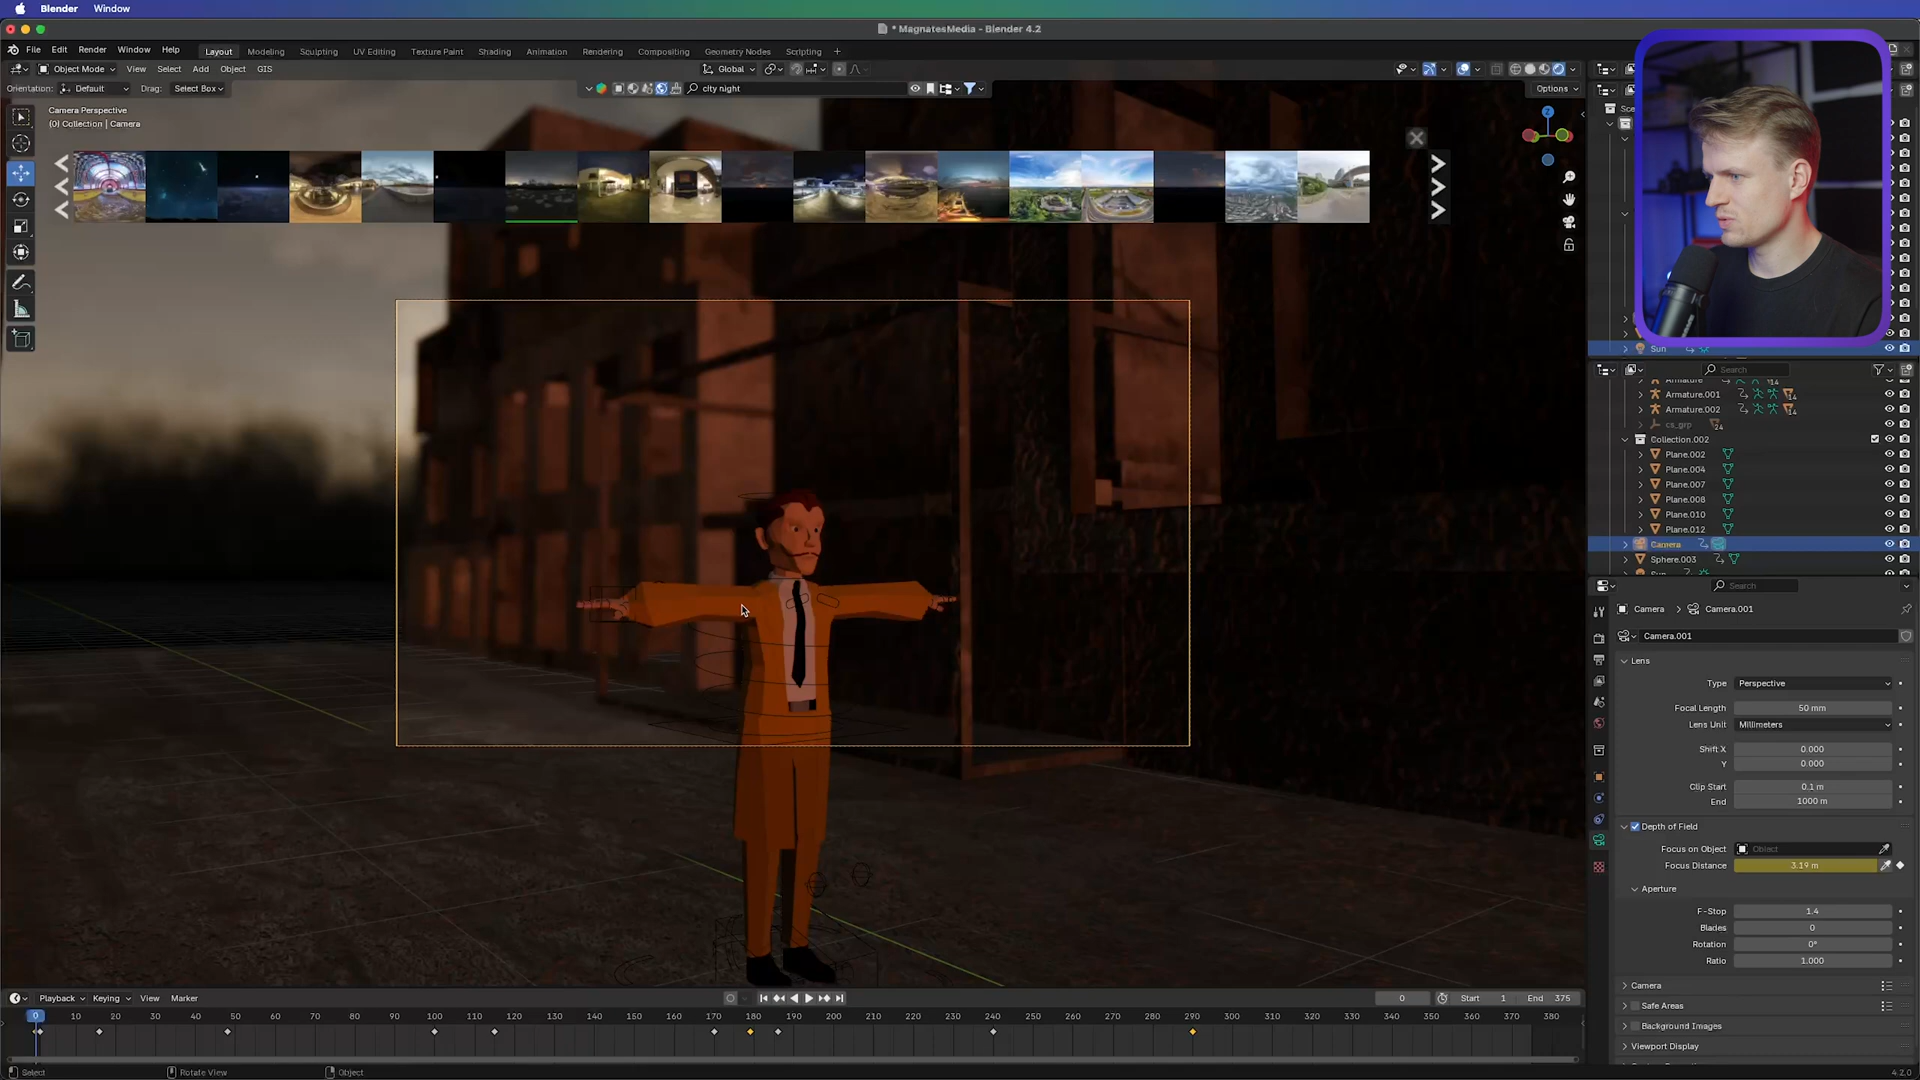 Blender Window
* MagnatesMedia - Blender 4.2
File Edit Render Window Help Layout Modeling Sculpting UV Editing Texture Paint Shading Animation Rendering Compositing Geometry Nodes Scripting +
Object Mode View Select Add Object GIS Global
Orientation: Default Drag: Select Box city night Options
Camera Perspective
(0) Collection | Camera
Z
Sun
Search
Armature
Armature.001
Armature.002
cs_grp
Collection.002
Plane.002
Plane.004
Plane.007
Plane.008
Plane.010
Plane.012
Camera
Sphere.003
Search
Camera > Camera.001
Camera.001
Lens
Type Perspective
Focal Length 50 mm
Lens Unit Millimeters
Shift X 0.000
Y 0.000
Clip Start 0.1 m
End 1000 m
Depth of Field
Focus on Object Object
Focus Distance 3.19 m
Aperture
F-Stop 1.4
Blades 0
Rotation 0°
Ratio 1.000
Camera
Safe Areas
Background Images
Viewport Display
Playback Keying View Marker 0 Start 1 End 375
0 10 20 30 40 50 60 70 80 90 100 110 120 130 140 150 160 170 180 190 200 210 220 230 240 250 260 270 280 290 300 310 320 330 340 350 360 370 380
Select Rotate View Object 4.2.0